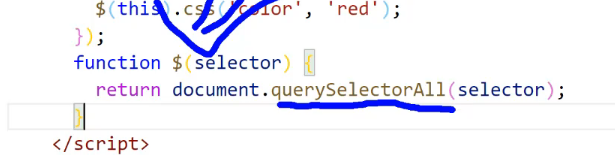 $(this).css('color', 'red');
});
function $(selector) {
return document.querySelectorAll(selector);
}
</script>